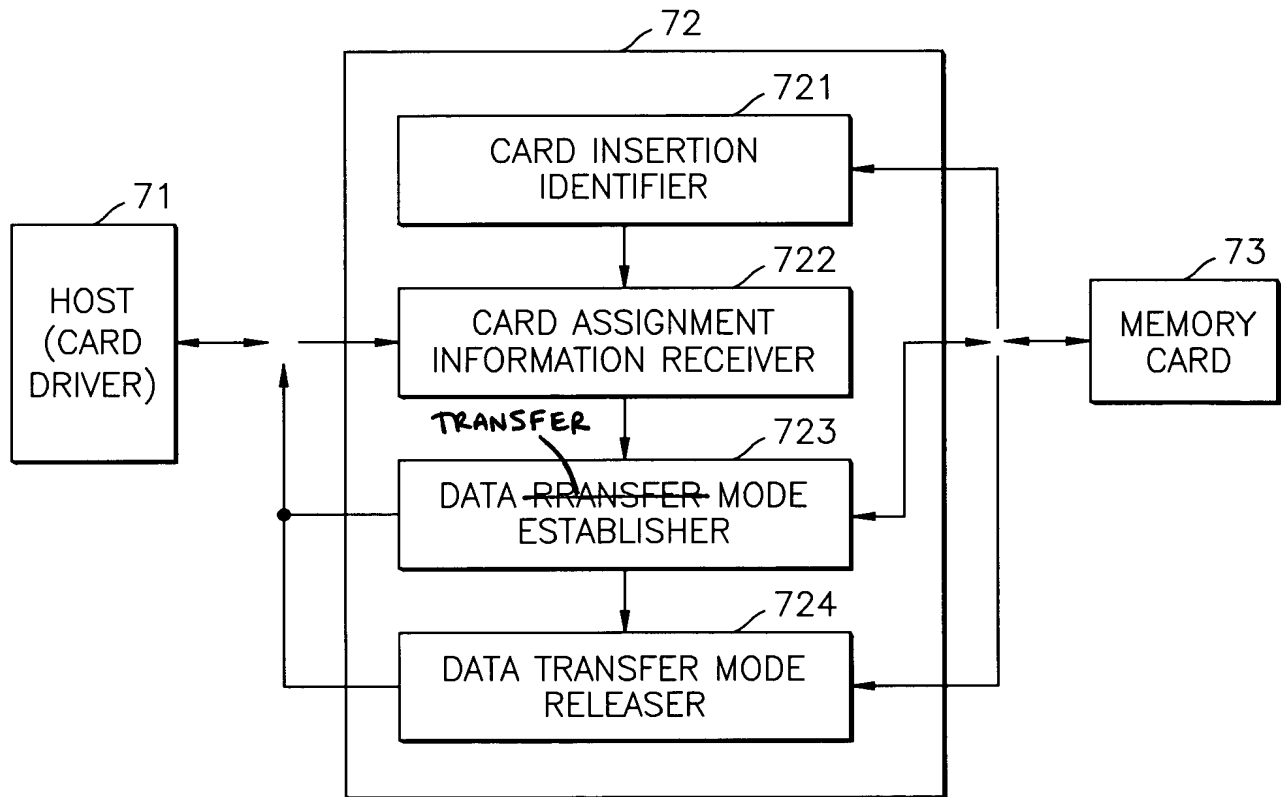 72
721
CARD INSERTION
IDENTIFIER
71
HOST
(CARD
DRIVER)
722
CARD ASSIGNMENT
INFORMATION RECEIVER
73
MEMORY
CARD
TRANSFER
723
DATA RRANSFER MODE
ESTABLISHER
724
DATA TRANSFER MODE
RELEASER